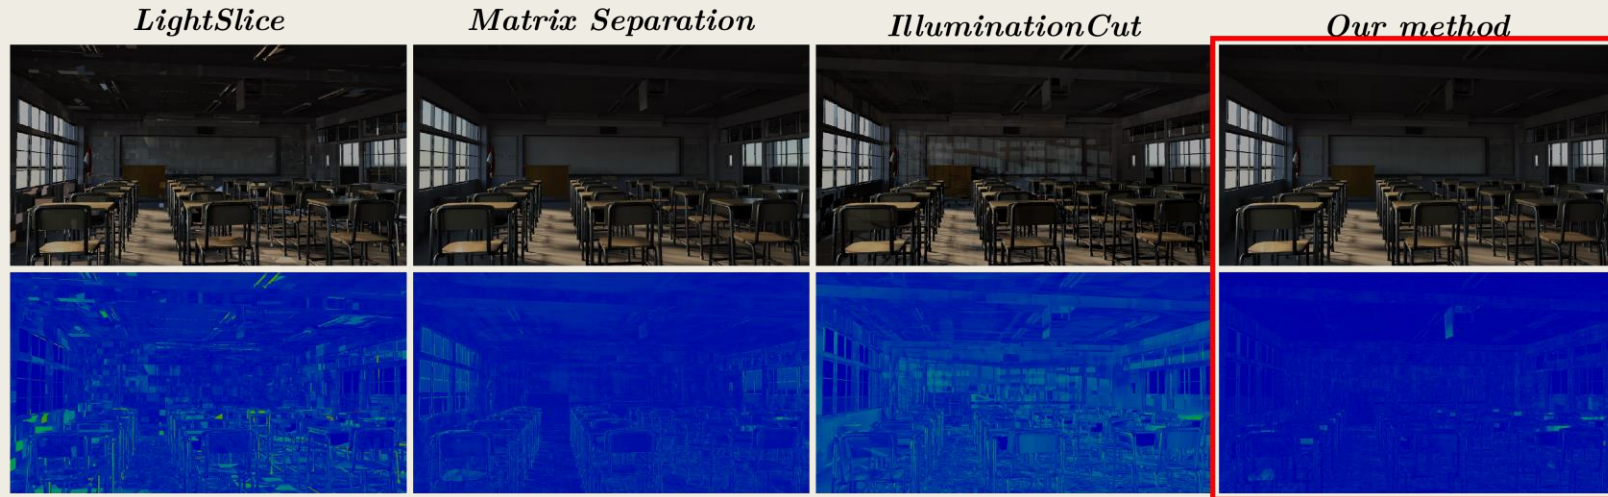 LightSlice
Matrix Separation
IlluminationCut
Our method